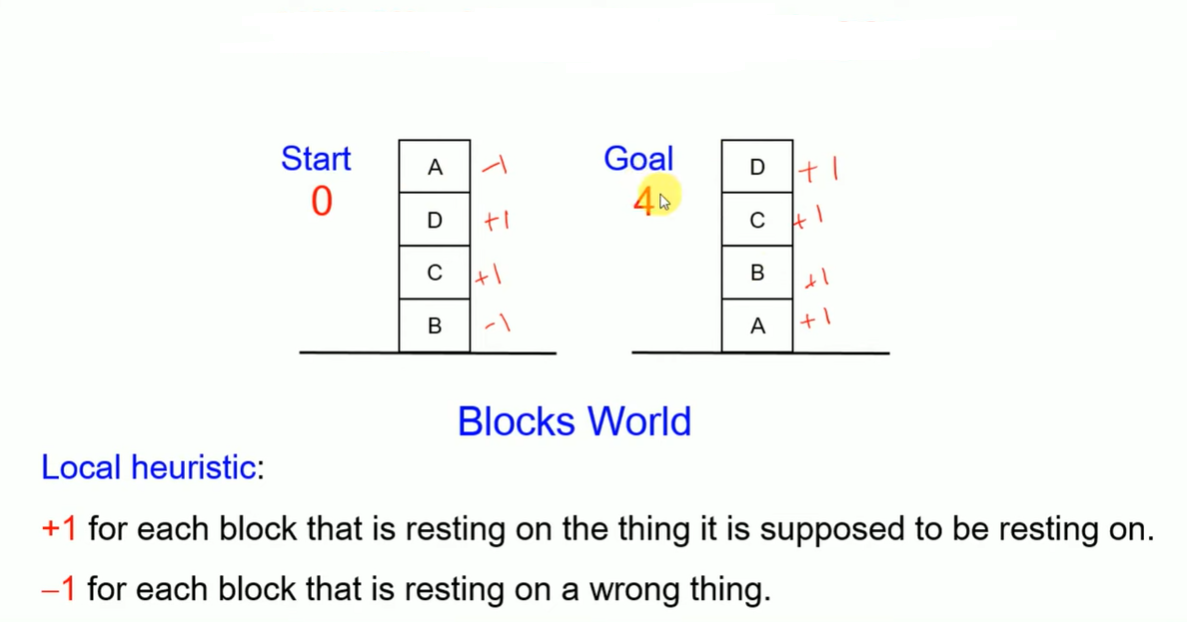 Start A −1 Goal D +1
0 4
D +1 C +1
C +1 B +1
B −1 A +1
Blocks World
Local heuristic:
+1 for each block that is resting on the thing it is supposed to be resting on.
−1 for each block that is resting on a wrong thing.